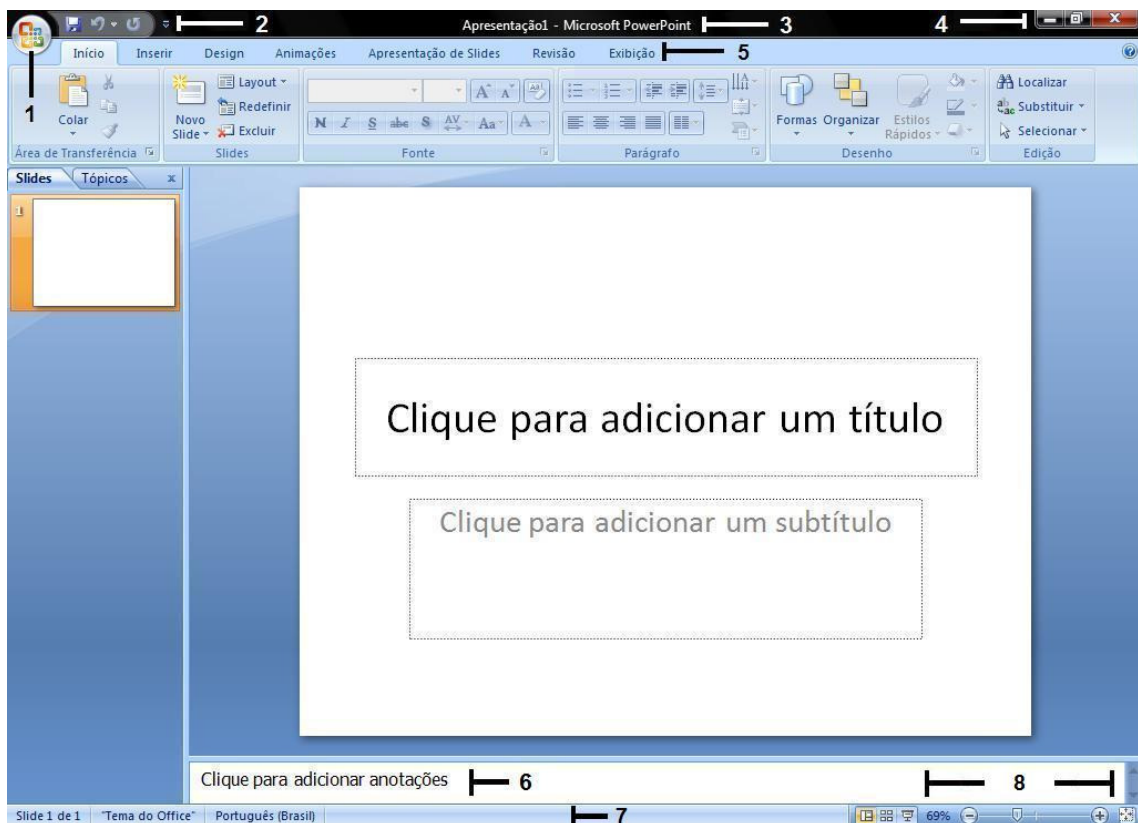 2
Apresentação1 - Microsoft PowerPoint
3
4
Início Inserir Design Animações Apresentação de Slides Revisão Exibição
5
1
Colar
Área de Transferência
Novo Slide
Layout
Redefinir
Excluir
Slides
N I S abc S AV Aa A
Fonte
Parágrafo
Formas Organizar Estilos Rápidos
Desenho
Localizar
Substituir
Selecionar
Edição
Slides Tópicos x
1
Clique para adicionar um título
Clique para adicionar um subtítulo
Clique para adicionar anotações
6
8
Slide 1 de 1 "Tema do Office" Português (Brasil)
7
69%